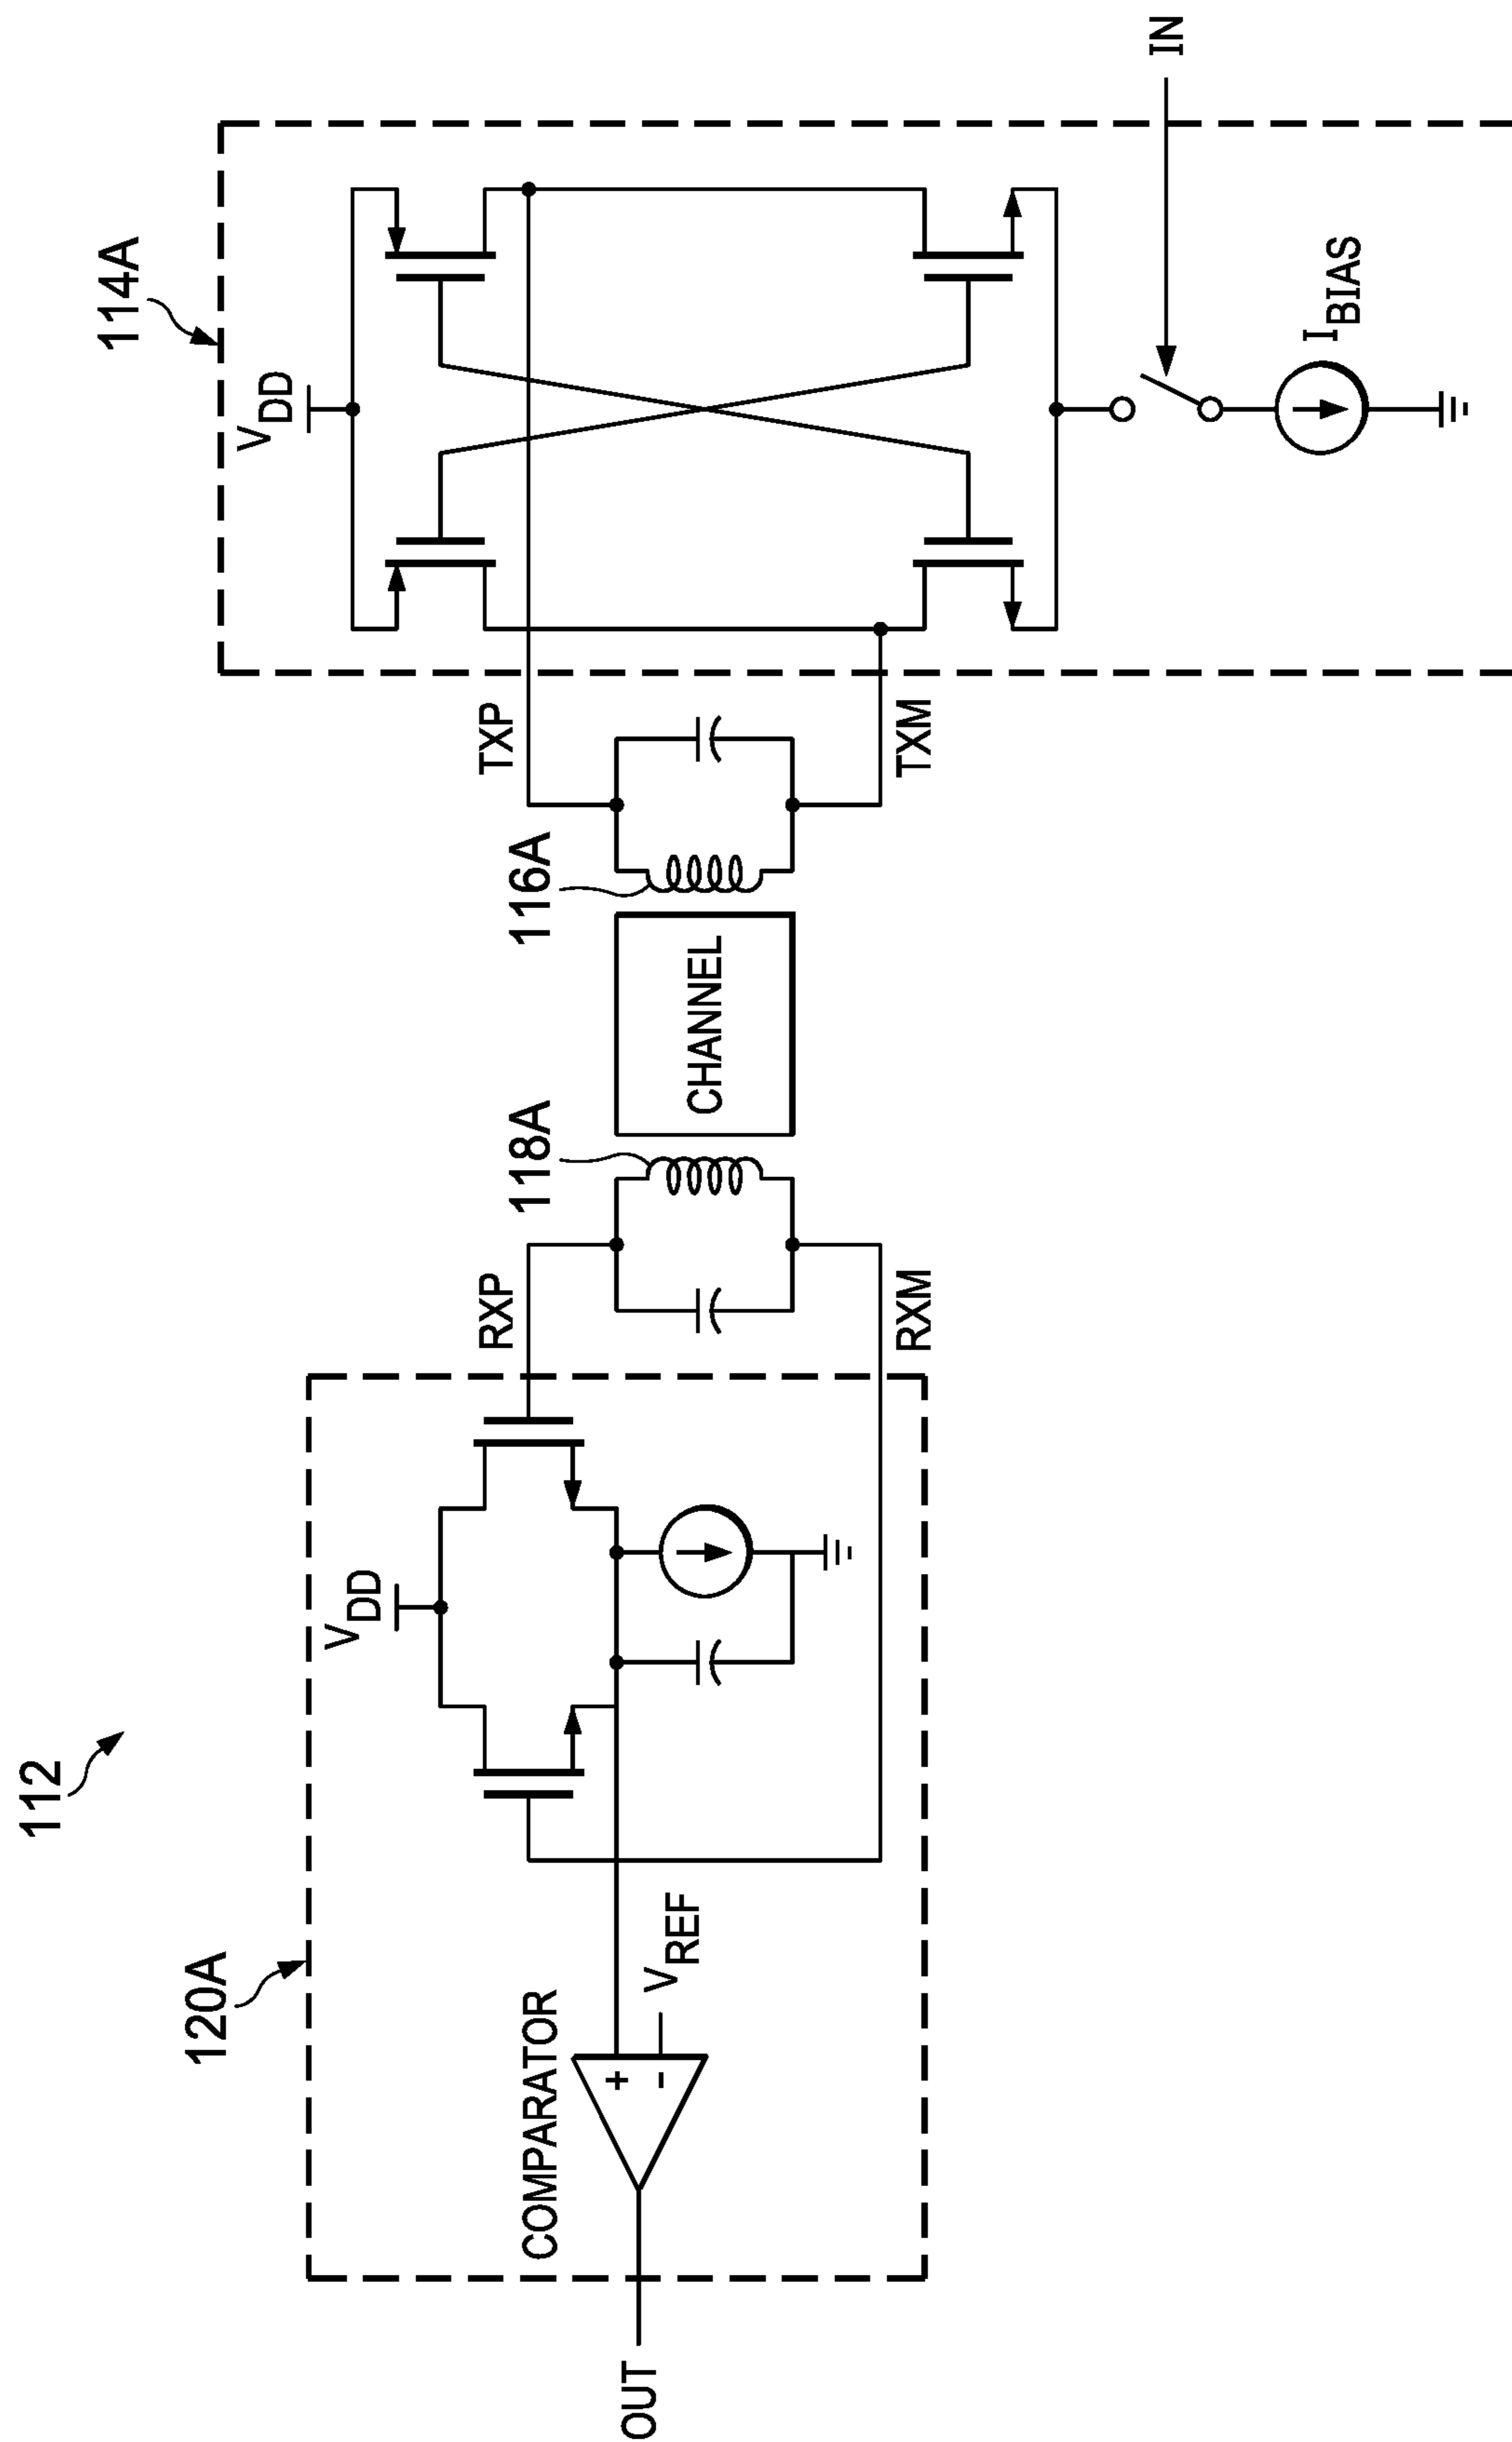 112
120A
114A
V_DD
V_DD
RXP
118A
116A
TXP
COMPARATOR
+
-
V_REF
CHANNEL
RXM
TXM
OUT
IN
I_BIAS